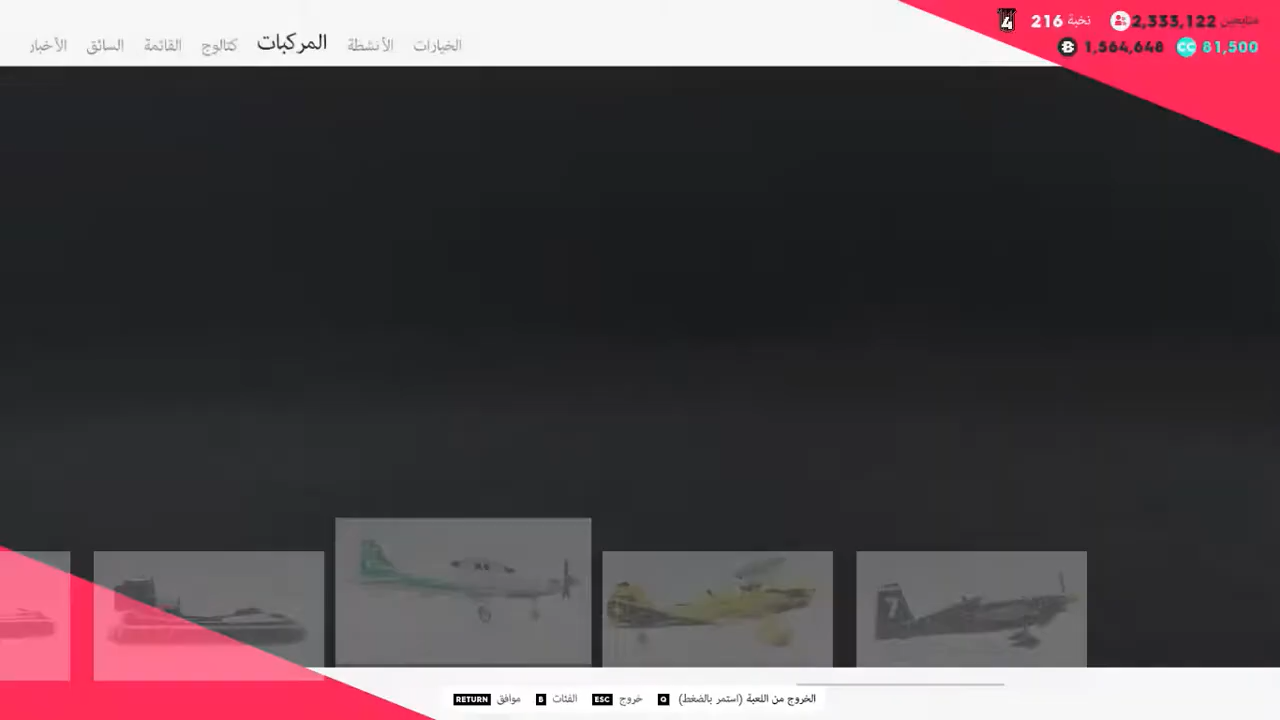 متابعين 2,333,122 نخبة 216
81,500 1,564,648
الأخبار السائق القائمة كتالوج المركبات الأنشطة الخيارات
7
RETURN موافق B الفئات ESC خروج Q الخروج من اللعبة (استمر بالضغط)